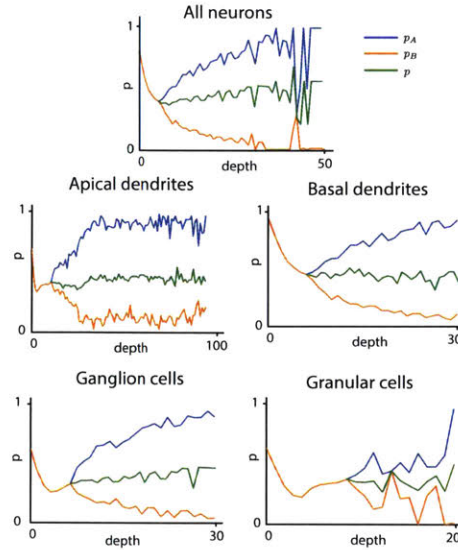 All neurons
p_A
p_B
p
1
p
0
0
depth
50
Apical dendrites
1
p
0
0
depth
100
Basal dendrites
1
p
0
0
depth
30
Ganglion cells
1
p
0
0
depth
30
Granular cells
1
p
0
0
depth
20